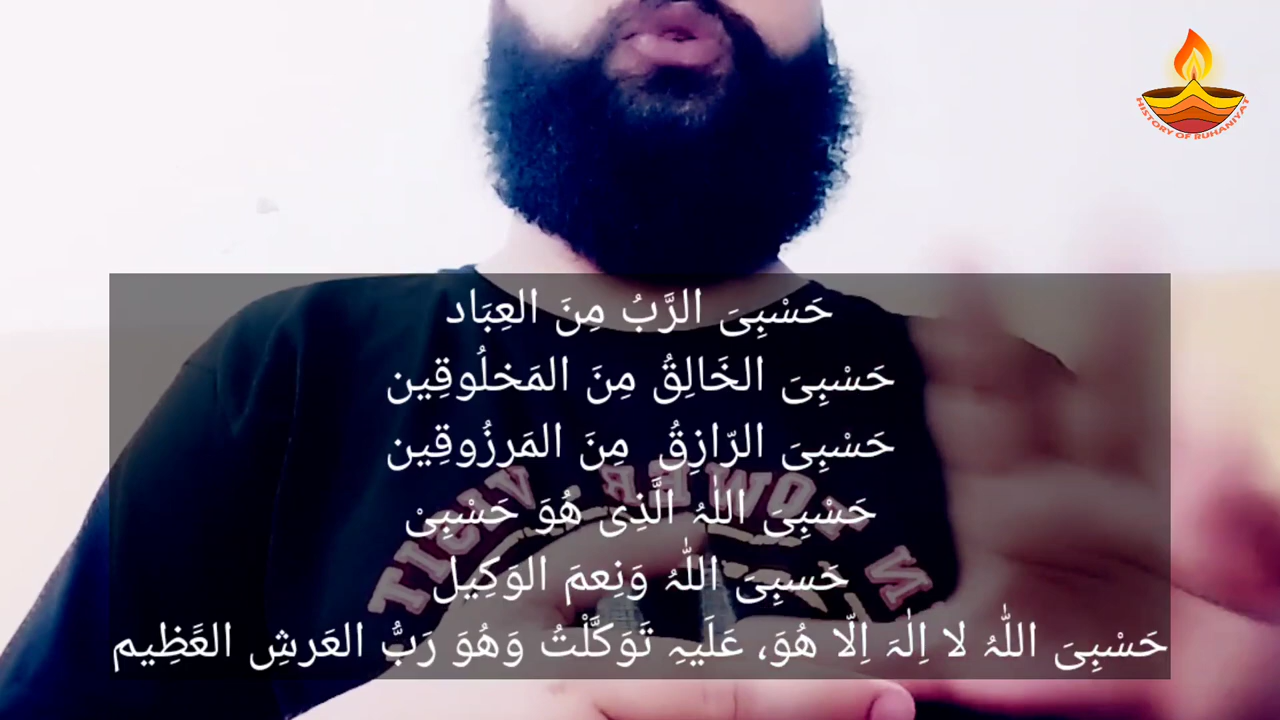 HISTORY OF RUHANIYAT
حَسْبِیَ الرَّبُ مِنَ العِبَاد
حَسْبِیَ الخَالِقُ مِنَ المَخلُوقِین
حَسْبِیَ الرّازِقُ مِنَ المَرزُوقِین
حَسْبِیَ اللٰہُ الَّذِی ھُوَ حَسْبِیْ
حَسبِیَ اللّٰہُ وَنِعمَ الوَکِیل
حَسْبِیَ اللّٰہُ لا اِلٰہَ اِلّا ھُوَ، عَلَیہِ تَوَکَّلْتُ وَھُوَ رَبُّ العَرشِ العَظِیم